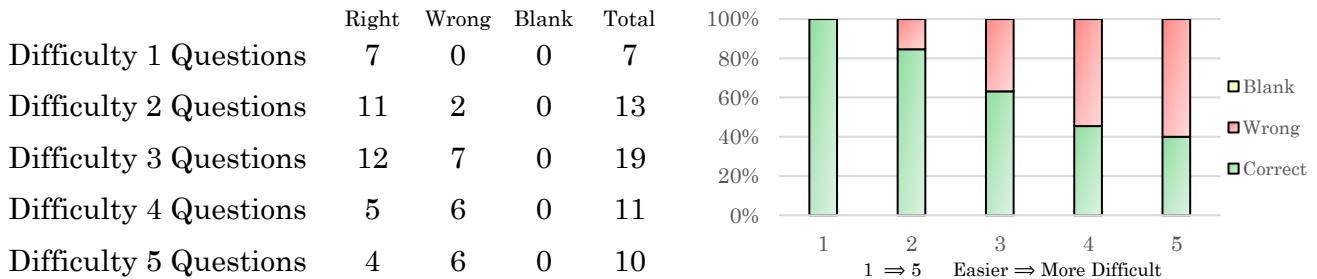 Right Wrong Blank Total
Difficulty 1 Questions 7 0 0 7
Difficulty 2 Questions 11 2 0 13
Difficulty 3 Questions 12 7 0 19
Difficulty 4 Questions 5 6 0 11
Difficulty 5 Questions 4 6 0 10
100%
80%
60%
40%
20%
0%
1 2 3 4 5
1 ⇒ 5 Easier ⇒ More Difficult
Blank
Wrong
Correct